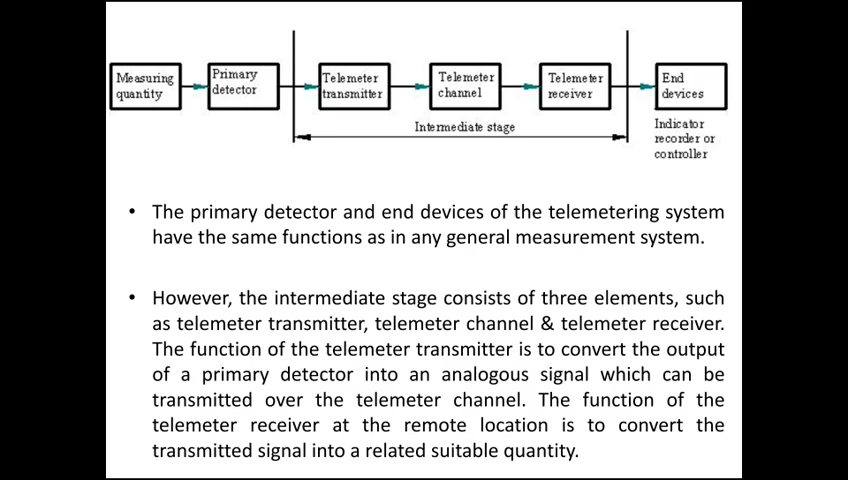 Measuring
quantity
Primary
detector
Telemeter
transmitter
Telemeter
channel
Telemeter
receiver
End
devices
Intermediate stage
Indicator
recorder or
controller
• The primary detector and end devices of the telemetering system
have the same functions as in any general measurement system.
• However, the intermediate stage consists of three elements, such
as telemeter transmitter, telemeter channel & telemeter receiver.
The function of the telemeter transmitter is to convert the output
of a primary detector into an analogous signal which can be
transmitted over the telemeter channel. The function of the
telemeter receiver at the remote location is to convert the
transmitted signal into a related suitable quantity.